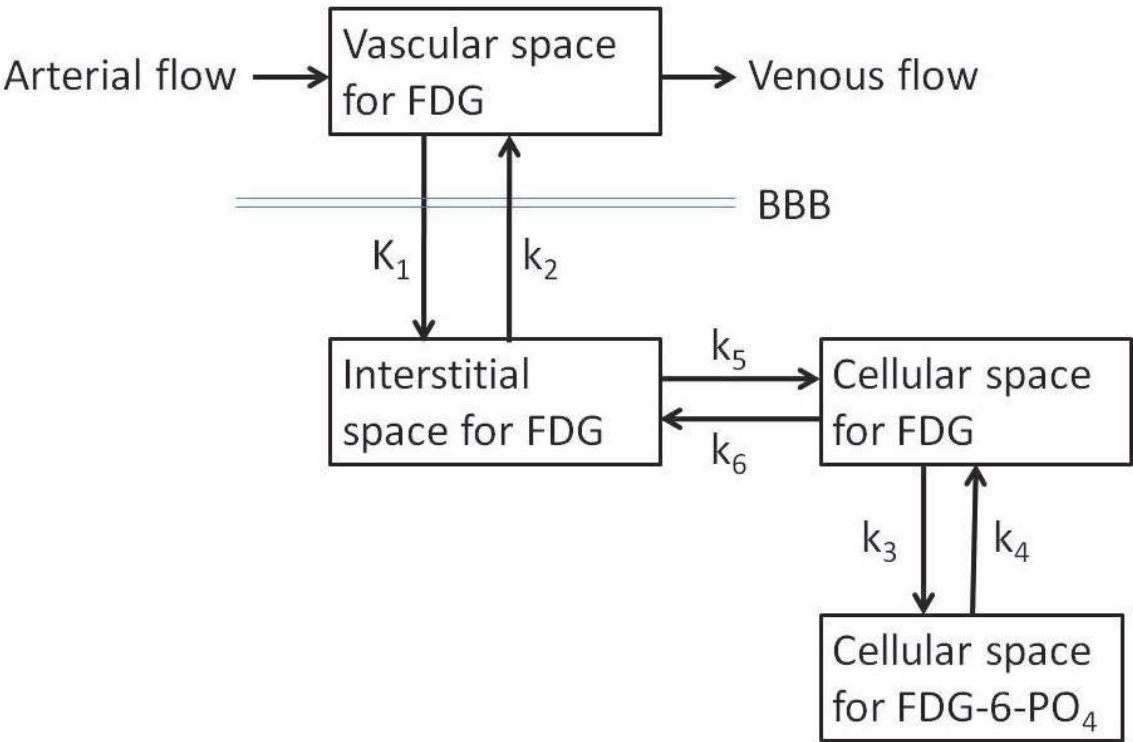 Vascular space
for FDG
Arterial flow
Venous flow
BBB
K₁
k₂
Interstitial
space for FDG
k₅
k₆
Cellular space
for FDG
k₃
k₄
Cellular space
for FDG-6-PO₄